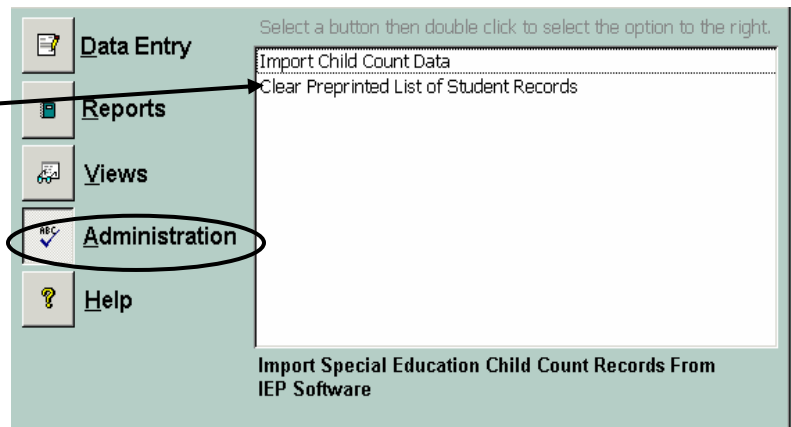 Select a button then double click to select the option to the right.
Data Entry
Import Child Count Data
Clear Preprinted List of Student Records
Reports
Views
ABC
Administration
Help
Import Special Education Child Count Records From
IEP Software